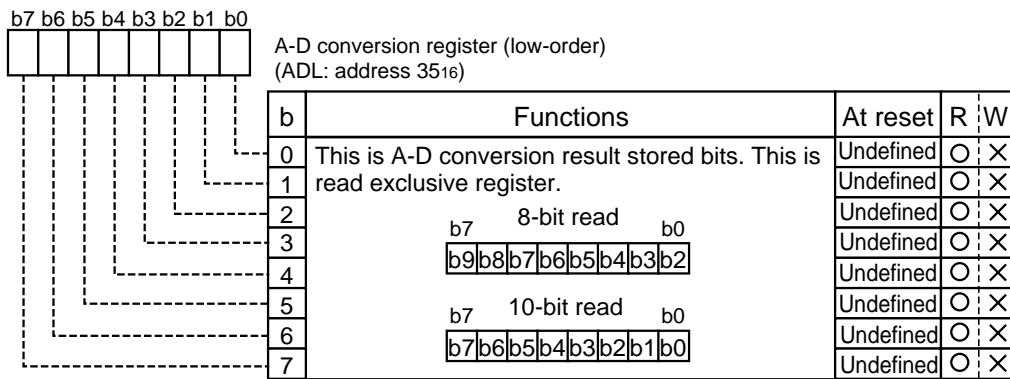 b7 b6 b5 b4 b3 b2 b1 b0
A-D conversion register (low-order)
(ADL: address 3516)
b Functions At reset R W
0 This is A-D conversion result stored bits. This is Undefined O ×
1 read exclusive register. Undefined O ×
2 8-bit read Undefined O ×
b7 b0
3 Undefined O ×
b9 b8 b7 b6 b5 b4 b3 b2
4 Undefined O ×
5 10-bit read Undefined O ×
b7 b0
6 Undefined O ×
b7 b6 b5 b4 b3 b2 b1 b0
7 Undefined O ×